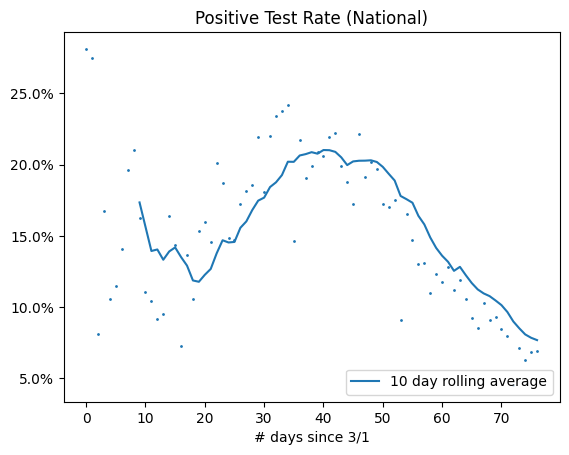 Positive Test Rate (National)
25.0%
20.0%
15.0%
10.0%
5.0%
10 day rolling average
0 10 20 30 40 50 60 70
# days since 3/1